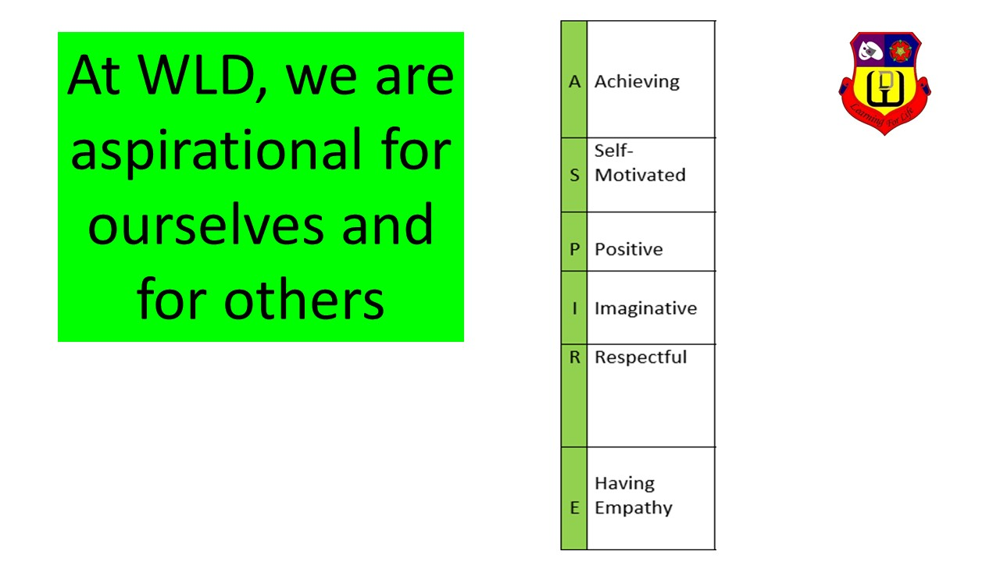 At WLD, we are
aspirational for
ourselves and
for others
A Achieving
Self-
S Motivated
P Positive
I Imaginative
R Respectful
Having
E Empathy
Learning For Life